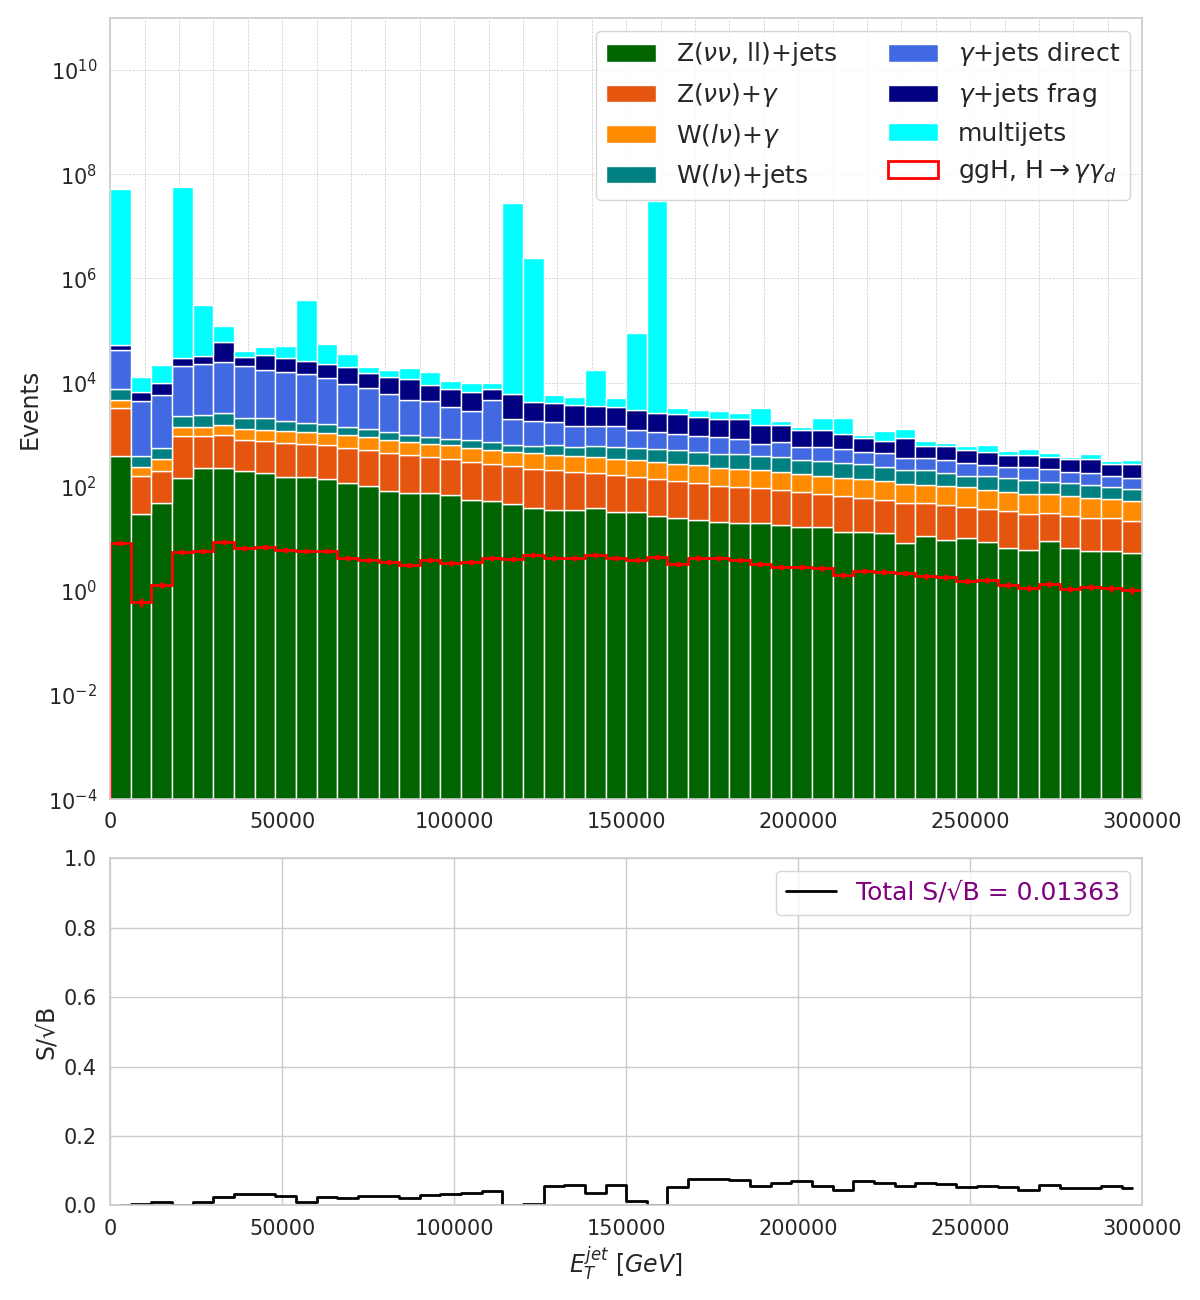 Z(νν, ll)+jets
Z(νν)+γ
W(lν)+γ
W(lν)+jets
γ+jets direct
γ+jets frag
multijets
ggH, H→γγ_d
Events
10^10
10^8
10^6
10^4
10^2
10^0
10^−2
10^−4
0 50000 100000 150000 200000 250000 300000
Total S/√B = 0.01363
S/√B
1.0
0.8
0.6
0.4
0.2
0.0
0 50000 100000 150000 200000 250000 300000
E_T^jet [GeV]